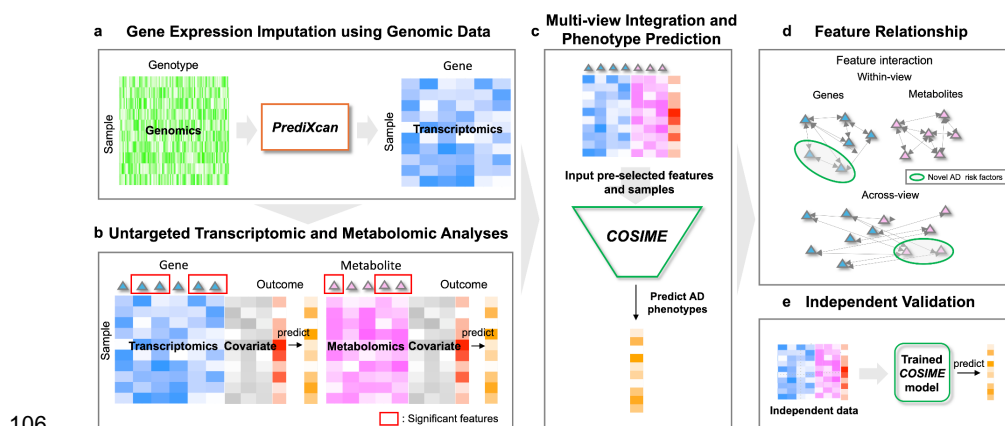 a Gene Expression Imputation using Genomic Data
Genotype
Gene
Sample
Genomics
PrediXcan
Sample
Transcriptomics
b Untargeted Transcriptomic and Metabolomic Analyses
Gene
Outcome
Metabolite
Outcome
Sample
Transcriptomics
Covariate
predict
Metabolomics
Covariate
predict
: Significant features
c Multi-view Integration and
Phenotype Prediction
Input pre-selected features
and samples
COSIME
Predict AD
phenotypes
d Feature Relationship
Feature interaction
Within-view
Genes
Metabolites
Novel AD risk factors
Across-view
e Independent Validation
Trained
COSIME
model
predict
Independent data
106